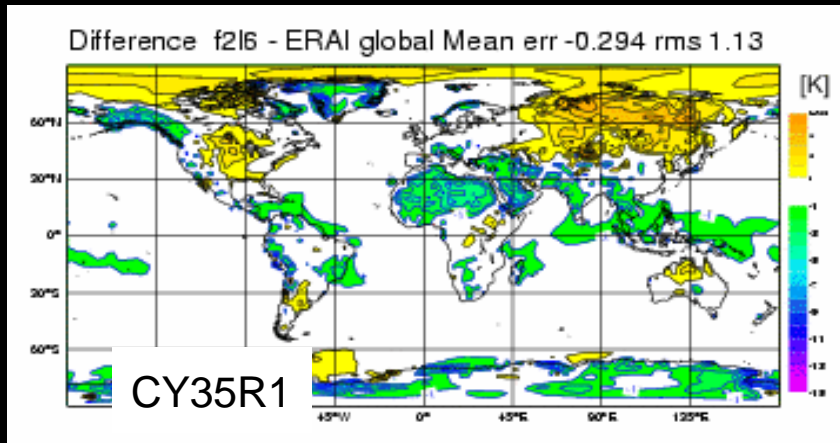 Difference f2l6 - ERAI global Mean err -0.294 rms 1.13
[K]
60°N
30°N
0°
30°S
60°S
-11
CY35R1
45°W
0°
45°E
90°E
135°E